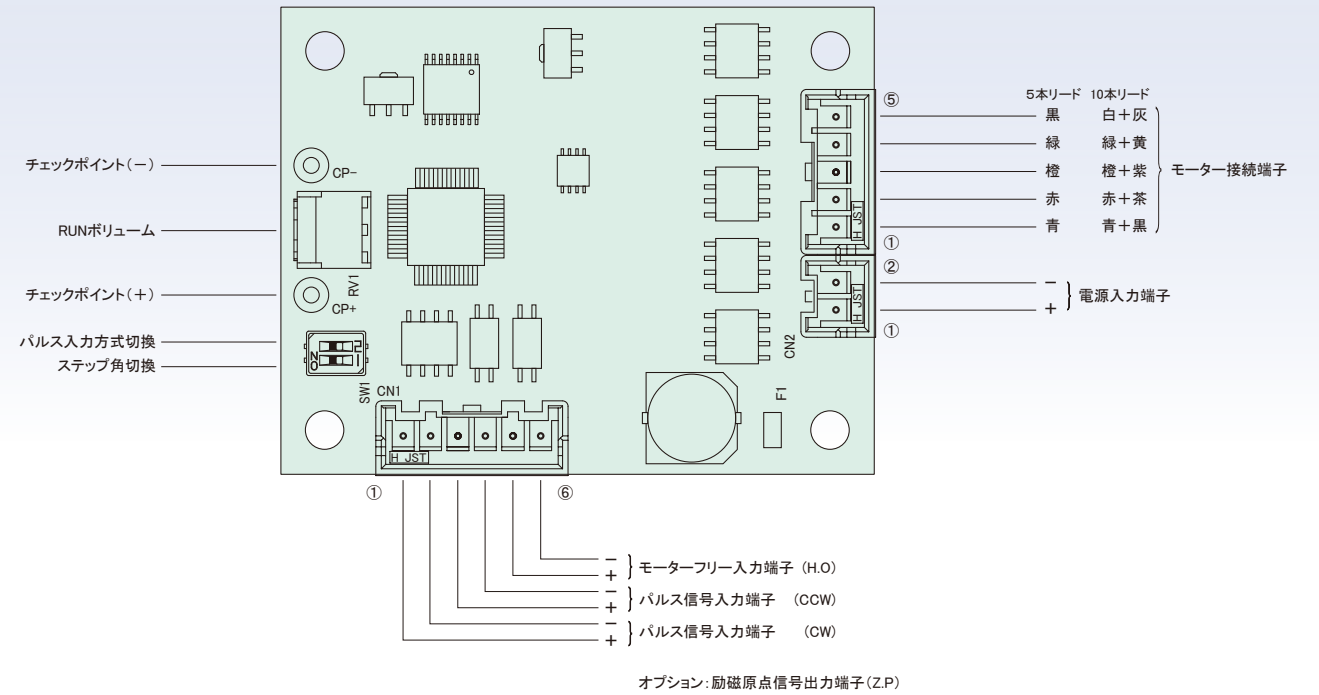 ⑤
5本リード 10本リード
黒 白+灰
緑 緑+黄
橙 橙+紫
赤 赤+茶
青 青+黒
モーター接続端子
H JST
①
②
− 
+
電源入力端子
H JST
①
CN2
チェックポイント(−)
CP-
RUNボリューム
RV1
チェックポイント(+)
CP+
パルス入力方式切換
ステップ角切換
ON
2
1
SW1
CN1
F1
H JST
① ⑥
−
+
モーターフリー入力端子 (H.O)
−
+
パルス信号入力端子 (CCW)
−
+
パルス信号入力端子 (CW)
オプション:励磁原点信号出力端子(Z.P)